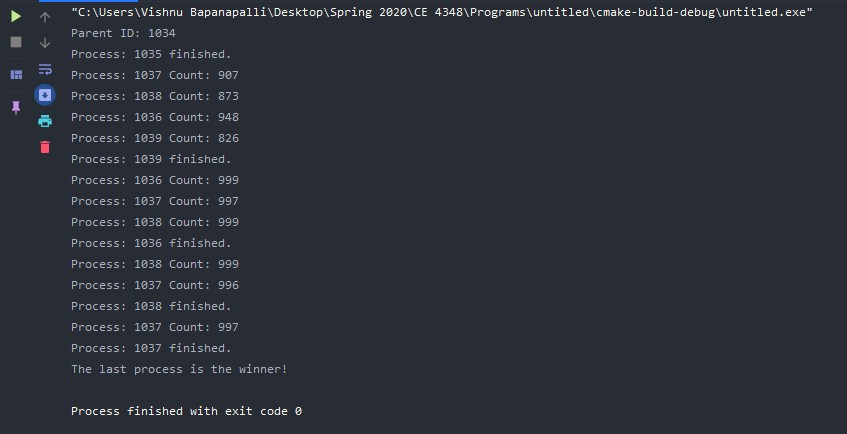 "C:\Users\Vishnu Bapanapalli\Desktop\Spring 2020\CE 4348\Programs\untitled\cmake-build-debug\untitled.exe"
Parent ID: 1034
Process: 1035 finished.
Process: 1037 Count: 907
Process: 1038 Count: 873
Process: 1036 Count: 948
Process: 1039 Count: 826
Process: 1039 finished.
Process: 1036 Count: 999
Process: 1037 Count: 997
Process: 1038 Count: 999
Process: 1036 finished.
Process: 1038 Count: 999
Process: 1037 Count: 996
Process: 1038 finished.
Process: 1037 Count: 997
Process: 1037 finished.
The last process is the winner!
Process finished with exit code 0